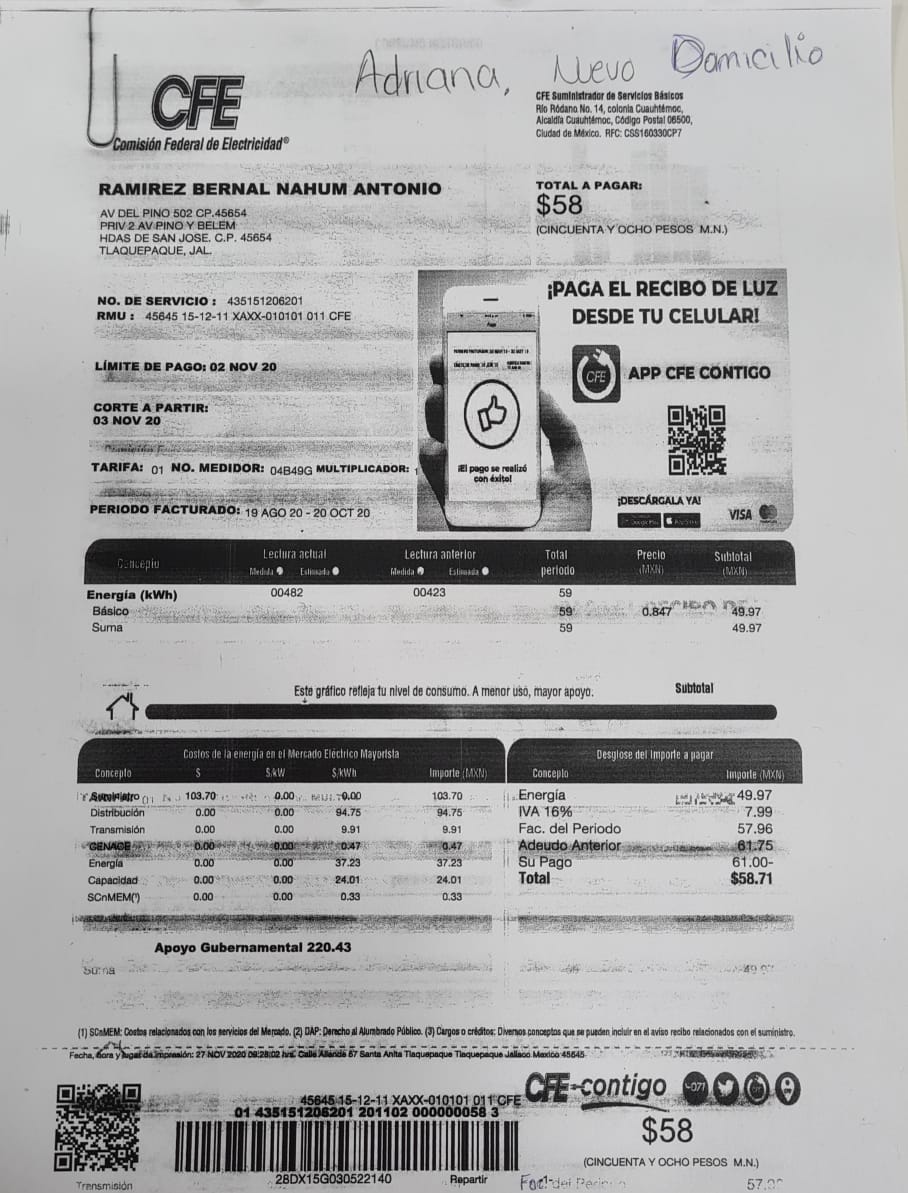 Adriana, Nuevo Domicilio
CFE
Comisión Federal de Electricidad®
CFE Suministrador de Servicios Básicos
Río Ródano No. 14, colonia Cuauhtémoc,
Alcaldía Cuauhtémoc, Código Postal 06500,
Ciudad de México. RFC: CSS160330CP7
RAMIREZ BERNAL NAHUM ANTONIO
AV DEL PINO 502 CP.45654
PRIV 2 AV PINO Y BELEM
HDAS DE SAN JOSE. C.P. 45654
TLAQUEPAQUE, JAL.
TOTAL A PAGAR:
$58
(CINCUENTA Y OCHO PESOS M.N.)
NO. DE SERVICIO : 435151206201
RMU : 45645 15-12-11 XAXX-010101 011 CFE
LÍMITE DE PAGO: 02 NOV 20
CORTE A PARTIR:
03 NOV 20
TARIFA: 01 NO. MEDIDOR: 04B49G MULTIPLICADOR: 1
PERIODO FACTURADO: 19 AGO 20 - 20 OCT 20
¡PAGA EL RECIBO DE LUZ
DESDE TU CELULAR!
CFE
APP CFE CONTIGO
¡El pago se realizó
con éxito!
¡DESCÁRGALA YA!
VISA
Concepto Lectura actual Lectura anterior Total periodo Precio (MXN) Subtotal (MXN)
Medida Estimada Medida Estimada
Energía (kWh) 00482 00423 59
Básico 59 0.847 49.97
Suma 59 49.97
Este gráfico refleja tu nivel de consumo. A menor uso, mayor apoyo.
Subtotal
Costos de la energía en el Mercado Eléctrico Mayorista
Concepto $ $/kW $/kWh Importe (MXN)
Suministro 103.70 0.00 0.00 103.70
Distribución 0.00 0.00 94.75 94.75
Transmisión 0.00 0.00 9.91 9.91
CENACE 0.00 0.00 0.47 0.47
Energía 0.00 0.00 37.23 37.23
Capacidad 0.00 0.00 24.01 24.01
SCnMEM(¹) 0.00 0.00 0.33 0.33
Desglose del importe a pagar
Concepto Importe (MXN)
Energía 49.97
IVA 16% 7.99
Fac. del Periodo 57.96
Adeudo Anterior 61.75
Su Pago 61.00-
Total $58.71
Apoyo Gubernamental 220.43
Suma 49.97
(1) SCnMEM: Costos relacionados con los servicios del Mercado. (2) DAP: Derecho al Alumbrado Público. (3) Cargos o créditos: Diversos conceptos que se pueden incluir en el aviso recibo relacionados con el suministro.
Fecha, hora y lugar de impresión: 27 NOV 2020 09:28:02 hrs. Calle Allende 67 Santa Anita Tlaquepaque Tlaquepaque Jalisco Mexico 45645
45645 15-12-11 XAXX-010101 011 CFE
01 435151206201 201102 000000058 3
28DX15G030522140
Repartir
CFE contigo
071
$58
(CINCUENTA Y OCHO PESOS M.N.)
Transmisión
Fac. del Periodo